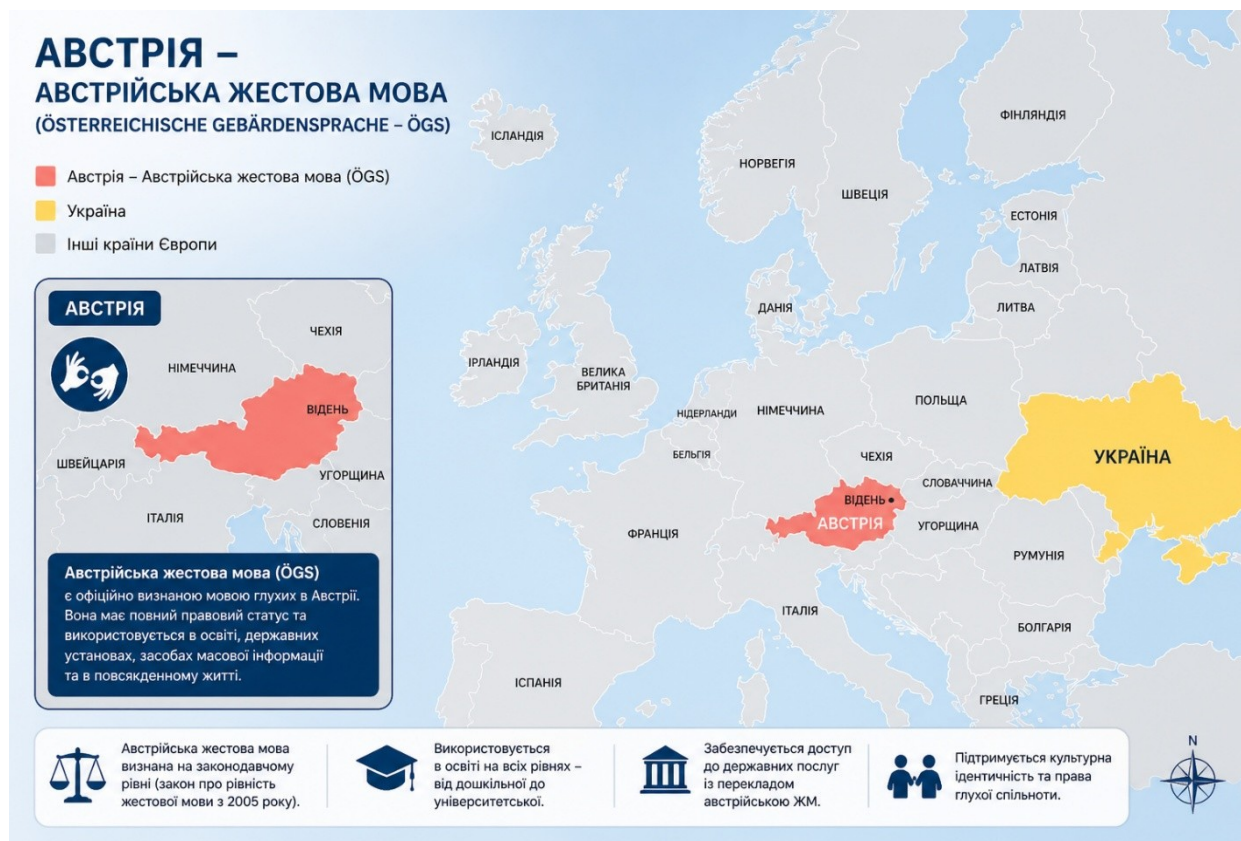 АВСТРІЯ –
АВСТРІЙСЬКА ЖЕСТОВА МОВА
(ÖSTERREICHISCHE GEBÄRDENSPRACHE – ÖGS)
Австрія – Австрійська жестова мова (ÖGS)
Україна
Інші країни Європи
АВСТРІЯ
ЧЕХІЯ
НІМЕЧЧИНА
ВІДЕНЬ
ШВЕЙЦАРІЯ
УГОРЩИНА
ІТАЛІЯ
СЛОВЕНІЯ
Австрійська жестова мова (ÖGS)
є офіційно визнаною мовою глухих в Австрії.
Вона має повний правовий статус та
використовується в освіті, державних
установах, засобах масової інформації
та в повсякденному житті.
ІСЛАНДІЯ
ФІНЛЯНДІЯ
НОРВЕГІЯ
ШВЕЦІЯ
ЕСТОНІЯ
ЛАТВІЯ
ЛИТВА
ДАНІЯ
ІРЛАНДІЯ
ВЕЛИКА
БРИТАНІЯ
НІДЕРЛАНДИ
НІМЕЧЧИНА
ПОЛЬЩА
БЕЛЬГІЯ
ЧЕХІЯ
УКРАЇНА
СЛОВАЧЧИНА
ВІДЕНЬ
АВСТРІЯ
УГОРЩИНА
ФРАНЦІЯ
РУМУНІЯ
ІТАЛІЯ
БОЛГАРІЯ
ІСПАНІЯ
ГРЕЦІЯ
Австрійська жестова мова
визнана на законодавчому
рівні (закон про рівність
жестової мови з 2005 року).
Використовується
в освіті на всіх рівнях –
від дошкільної до
університетської.
Забезпечується доступ
до державних послуг
із перекладом
австрійською ЖМ.
Підтримується культурна
ідентичність та права
глухої спільноти.
N